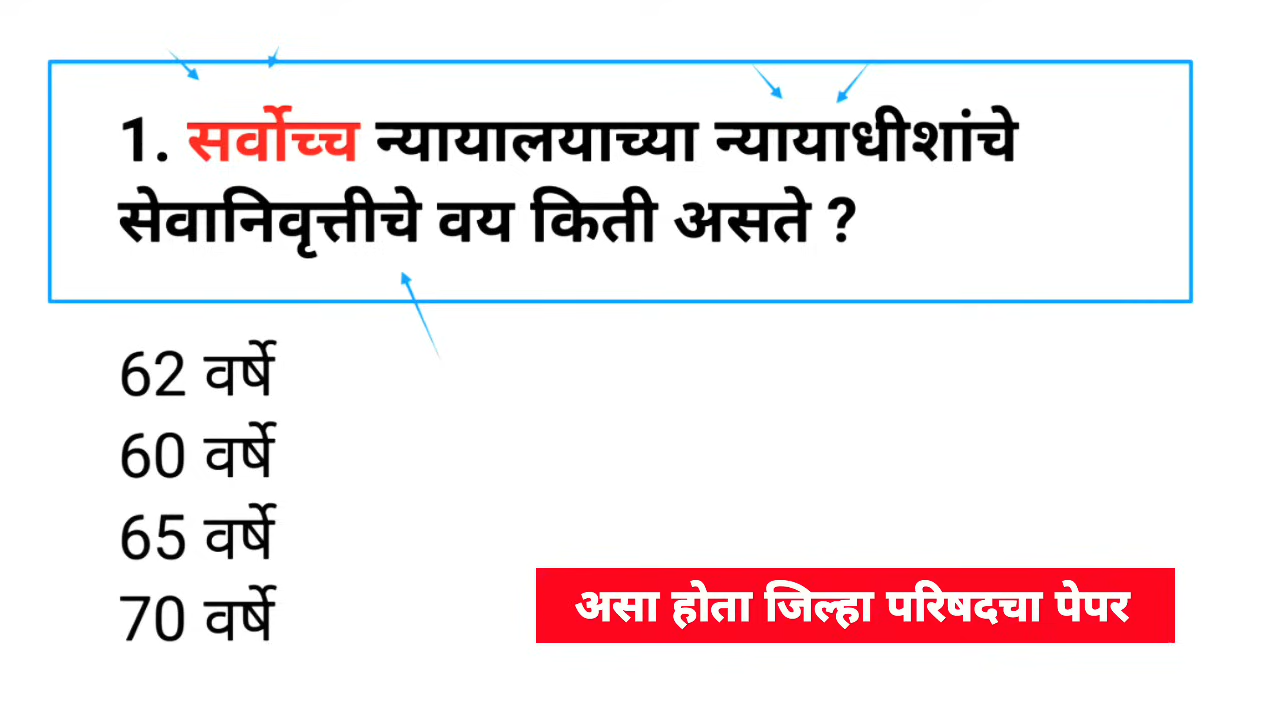 1. सर्वोच्च न्यायालयाच्या न्यायाधीशांचे
सेवानिवृत्तीचे वय किती असते ?
62 वर्षे
60 वर्षे
65 वर्षे
70 वर्षे
असा होता जिल्हा परिषदचा पेपर